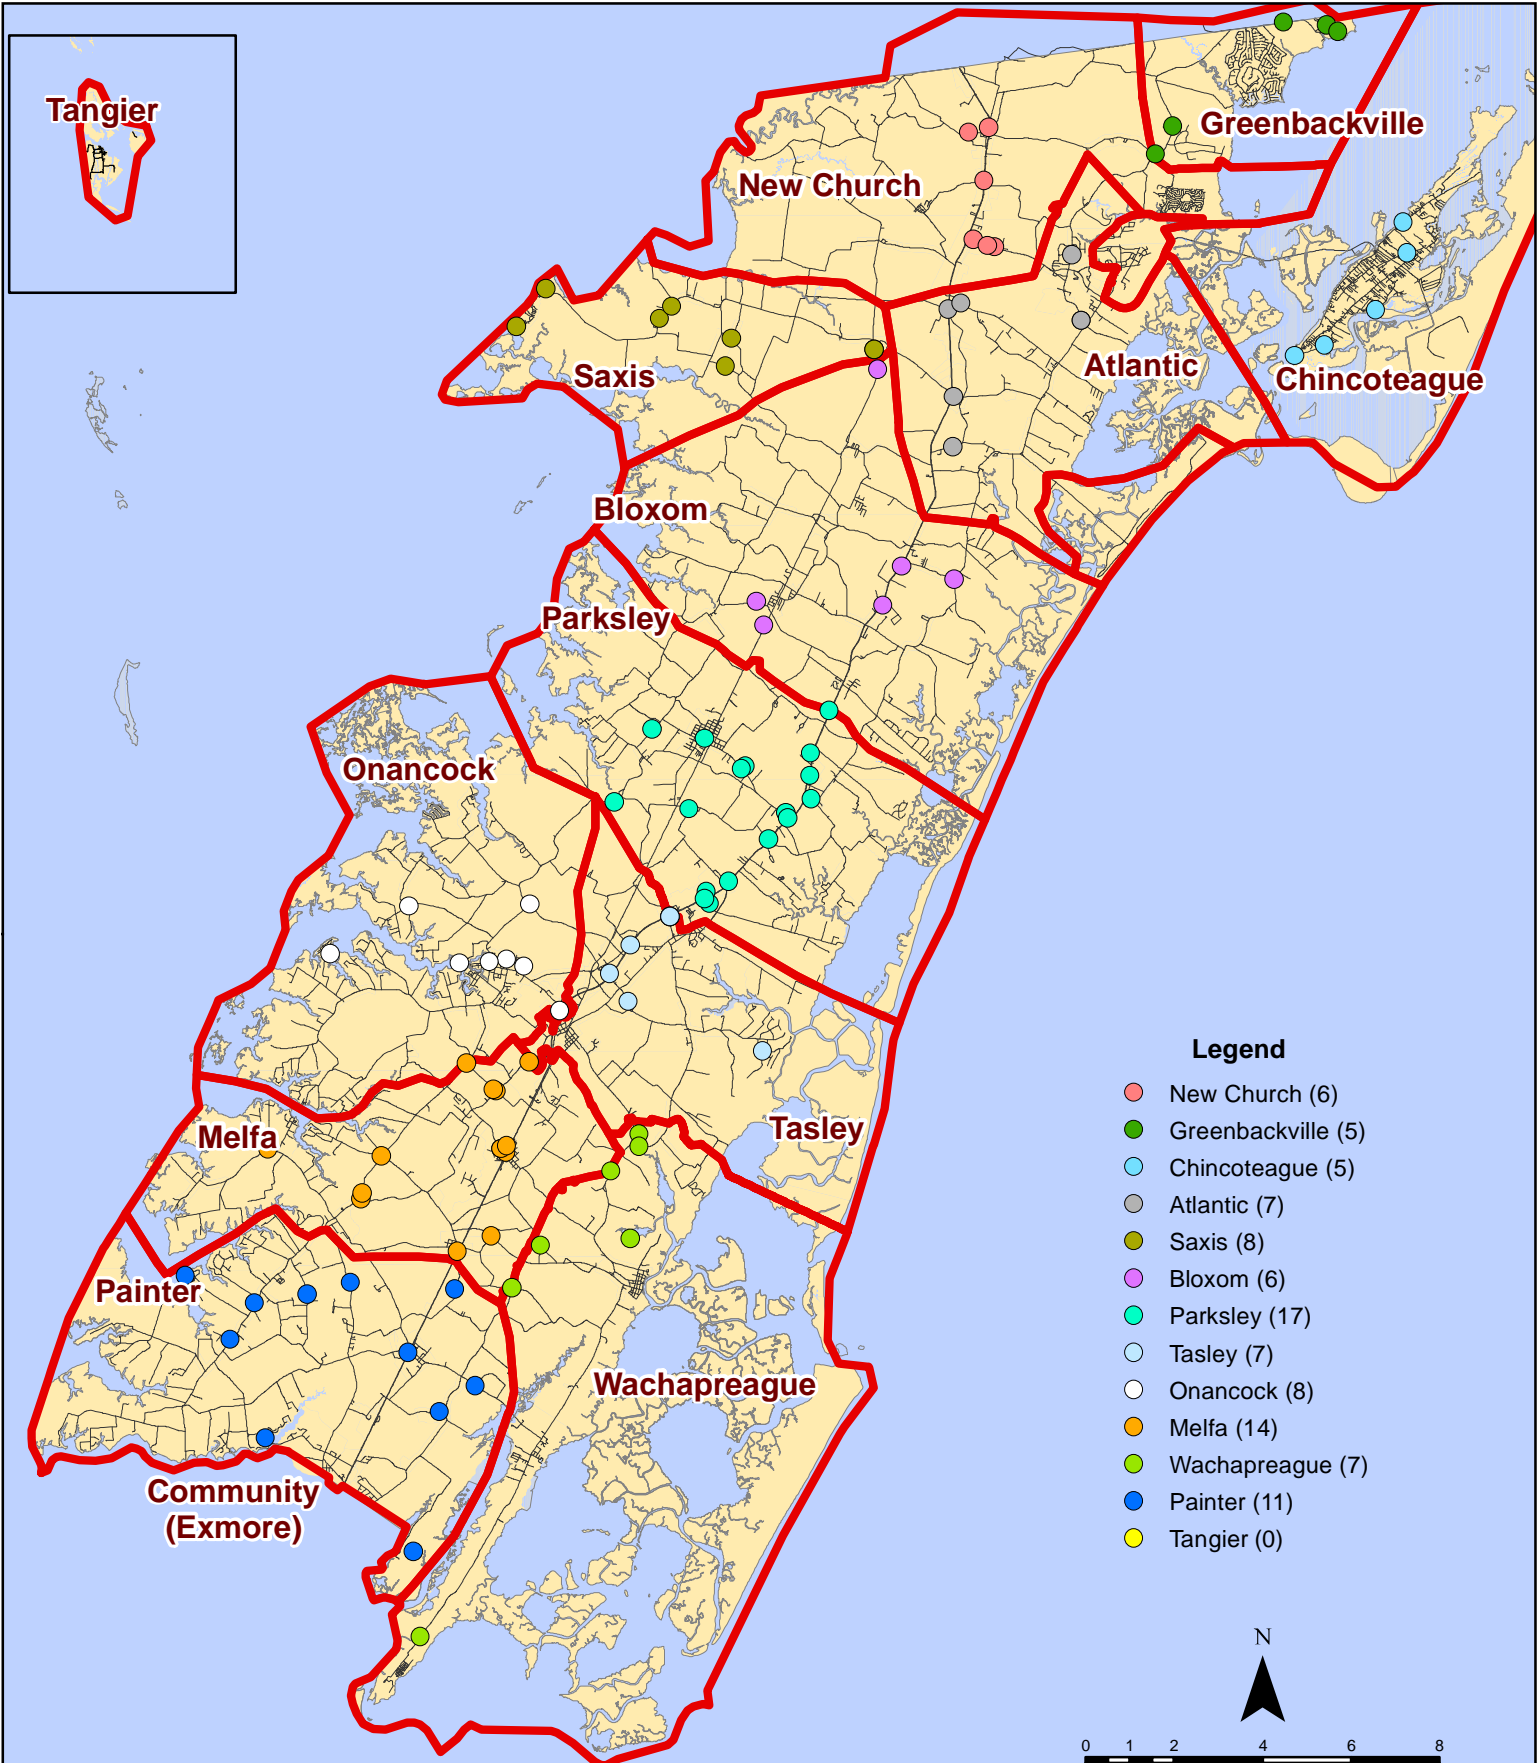 Tangier
Greenbackville
New Church
Saxis
Atlantic
Chincoteague
Bloxom
Parksley
Onancock
Melfa
Tasley
Painter
Wachapreague
Community
(Exmore)
Legend
New Church (6)
Greenbackville (5)
Chincoteague (5)
Atlantic (7)
Saxis (8)
Bloxom (6)
Parksley (17)
Tasley (7)
Onancock (8)
Melfa (14)
Wachapreague (7)
Painter (11)
Tangier (0)
N
0 1 2 4 6 8